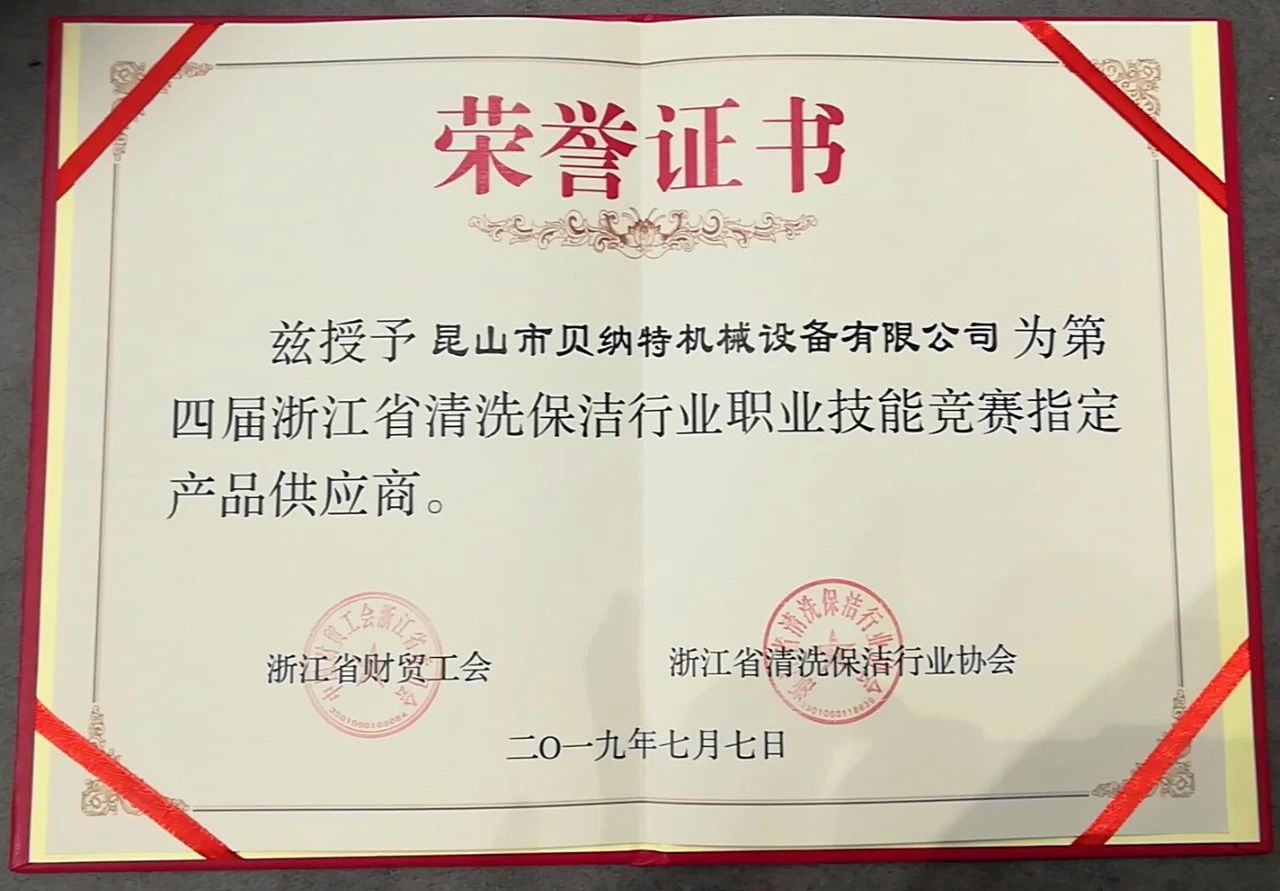 荣誉证书
兹授予 昆山市贝纳特机械设备有限公司 为第
四届浙江省清洗保洁行业职业技能竞赛指定
产品供应商。
浙江省财贸工会 浙江省清洗保洁行业协会
二〇一九年七月七日